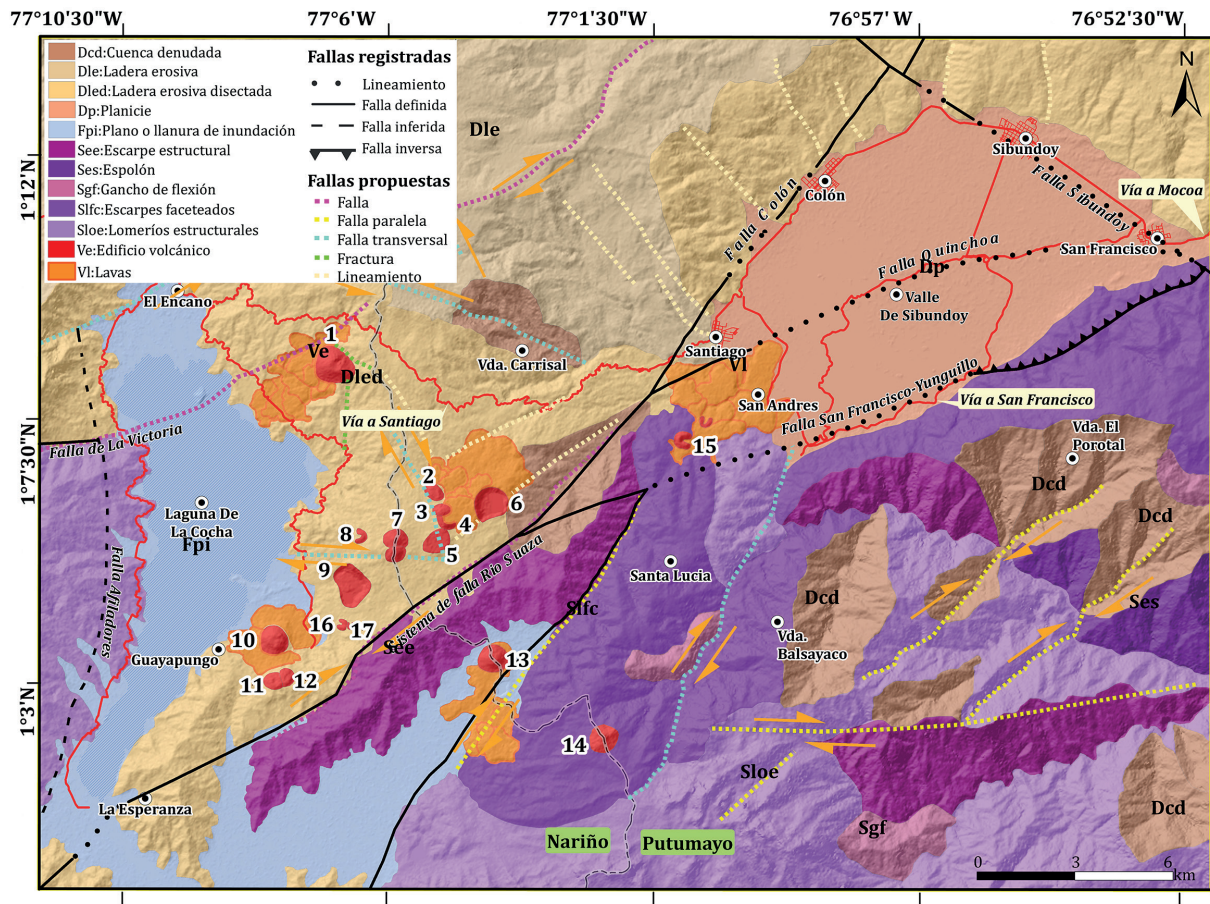 77°10'30"W
77°6'W
77°1'30"W
76°57'W
76°52'30"W
1°12'N
1°7'30"N
1°3'N
Dcd:Cuenca denudada
Dle:Ladera erosiva
Dled:Ladera erosiva disectada
Dp:Planicie
Fpi:Plano o llanura de inundación
See:Escarpe estructural
Ses:Espolón
Sgf:Gancho de flexión
Slfc:Escarpes faceteados
Sloe:Lomeríos estructurales
Ve:Edificio volcánico
Vl:Lavas
Fallas registradas
Lineamiento
Falla definida
Falla inferida
Falla inversa
Fallas propuestas
Falla
Falla paralela
Falla transversal
Fractura
Lineamiento
N
Dle
Sibundoy
Colón
Falla Colón
Falla Sibundoy
Vía a Mocoa
San Francisco
Falla Quinchoa
Dp
Valle
De Sibundoy
El Encano
1
Ve
Dled
Vda. Carrisal
Santiago
Vl
San Andres
Vía a Santiago
Vía a San Francisco
Falla San Francisco-Yunguillo
Falla de La Victoria
15
Vda. El
Porotal
Dcd
2
3
4
5
6
7
8
9
Laguna De
La Cocha
Fpi
Falla Afiladores
Sistema de falla Rio Suaza
Santa Lucia
Slfc
Dcd
Dcd
Ses
Vda.
Balsayaco
16
17
See
10
Guayapungo
11
12
13
14
Sloe
La Esperanza
Nariño
Putumayo
Sgf
Dcd
0
3
6
km